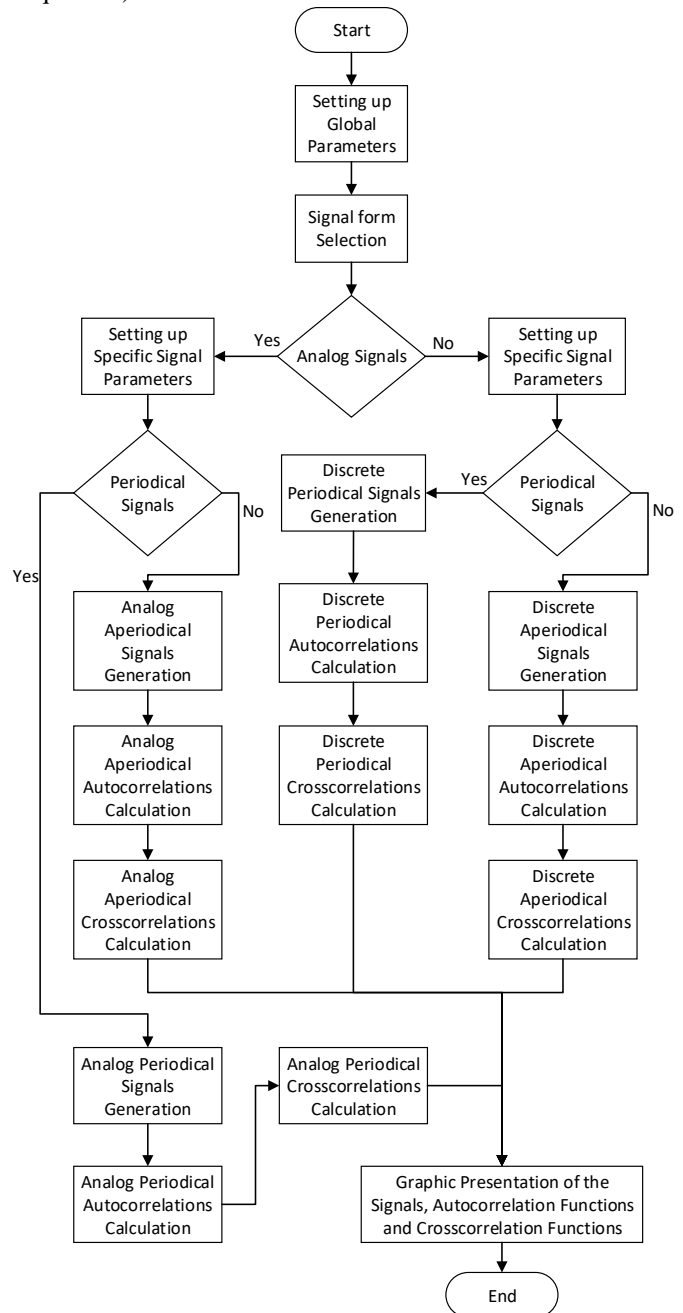 Start
Setting up
Global
Parameters
Signal form
Selection
Analog Signals
Yes
No
Setting up
Specific Signal
Parameters
Setting up
Specific Signal
Parameters
Periodical
Signals
No
Yes
Discrete
Periodical Signals
Generation
Yes
Periodical
Signals
No
Analog
Aperiodical
Signals
Generation
Discrete
Periodical
Autocorrelations
Calculation
Discrete
Aperiodical
Signals
Generation
Analog
Aperiodical
Autocorrelations
Calculation
Discrete
Periodical
Crosscorrelations
Calculation
Discrete
Aperiodical
Autocorrelations
Calculation
Analog
Aperiodical
Crosscorrelations
Calculation
Discrete
Aperiodical
Crosscorrelations
Calculation
Analog Periodical
Signals
Generation
Analog Periodical
Crosscorrelations
Calculation
Analog Periodical
Autocorrelations
Calculation
Graphic Presentation of the
Signals, Autocorrelation Functions
and Crosscorrelation Functions
End